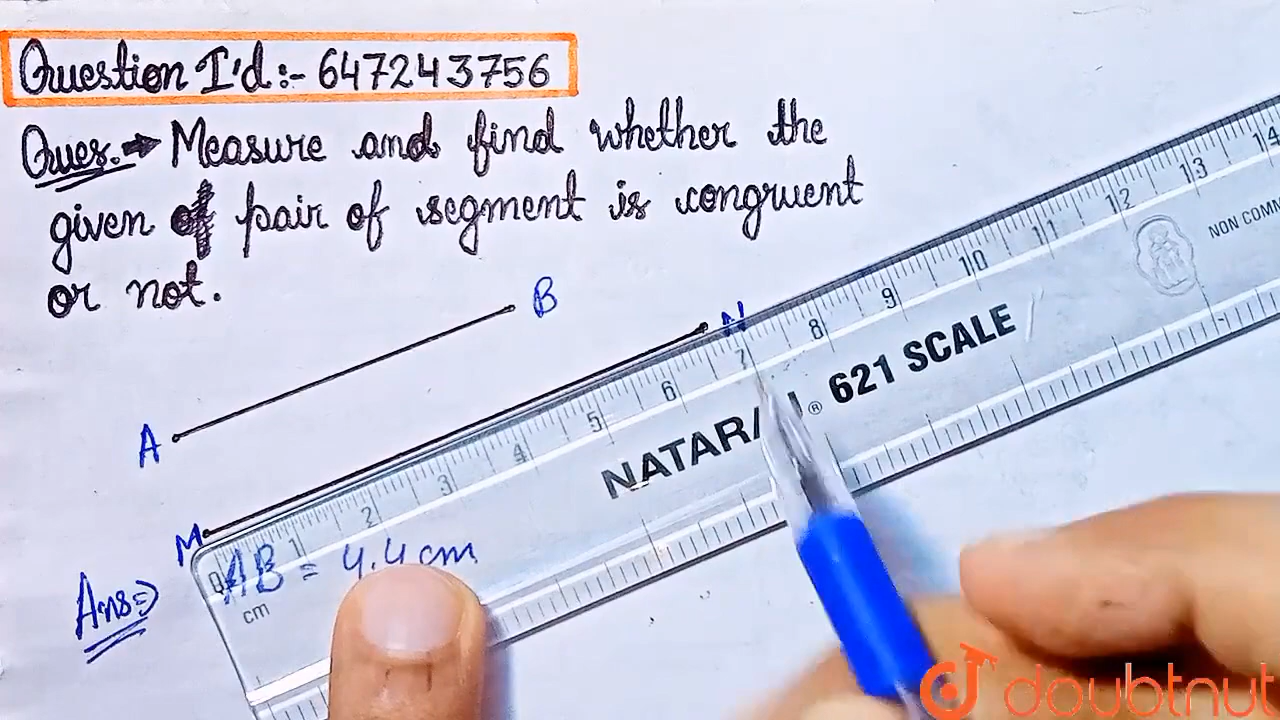 Question I'd :- 647243756
Ques. → Measure and find whether the
given pair of segment is congruent
or not.
B
A
N
M
0 1 2 3 4 5 6 7 8 9 10 11 12 13 14
cm
NATARAJ® 621 SCALE
NON COMM
Ans ⇒ AB = 4.4 cm
doubtnut